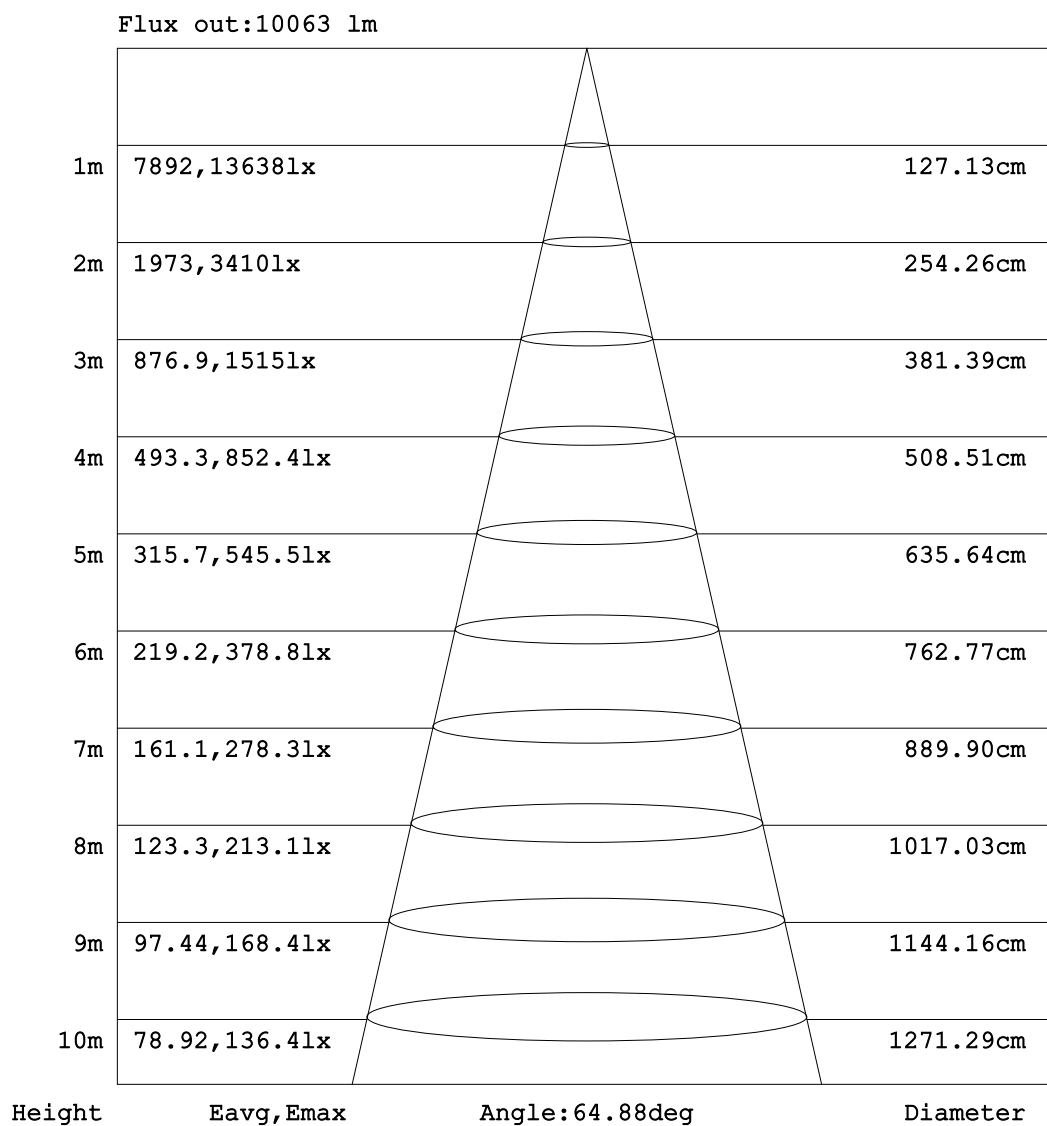 Flux out:10063 lm
1m 7892,13638lx 127.13cm
2m 1973,3410lx 254.26cm
3m 876.9,1515lx 381.39cm
4m 493.3,852.4lx 508.51cm
5m 315.7,545.5lx 635.64cm
6m 219.2,378.8lx 762.77cm
7m 161.1,278.3lx 889.90cm
8m 123.3,213.1lx 1017.03cm
9m 97.44,168.4lx 1144.16cm
10m 78.92,136.4lx 1271.29cm
Height Eavg,Emax Angle:64.88deg Diameter